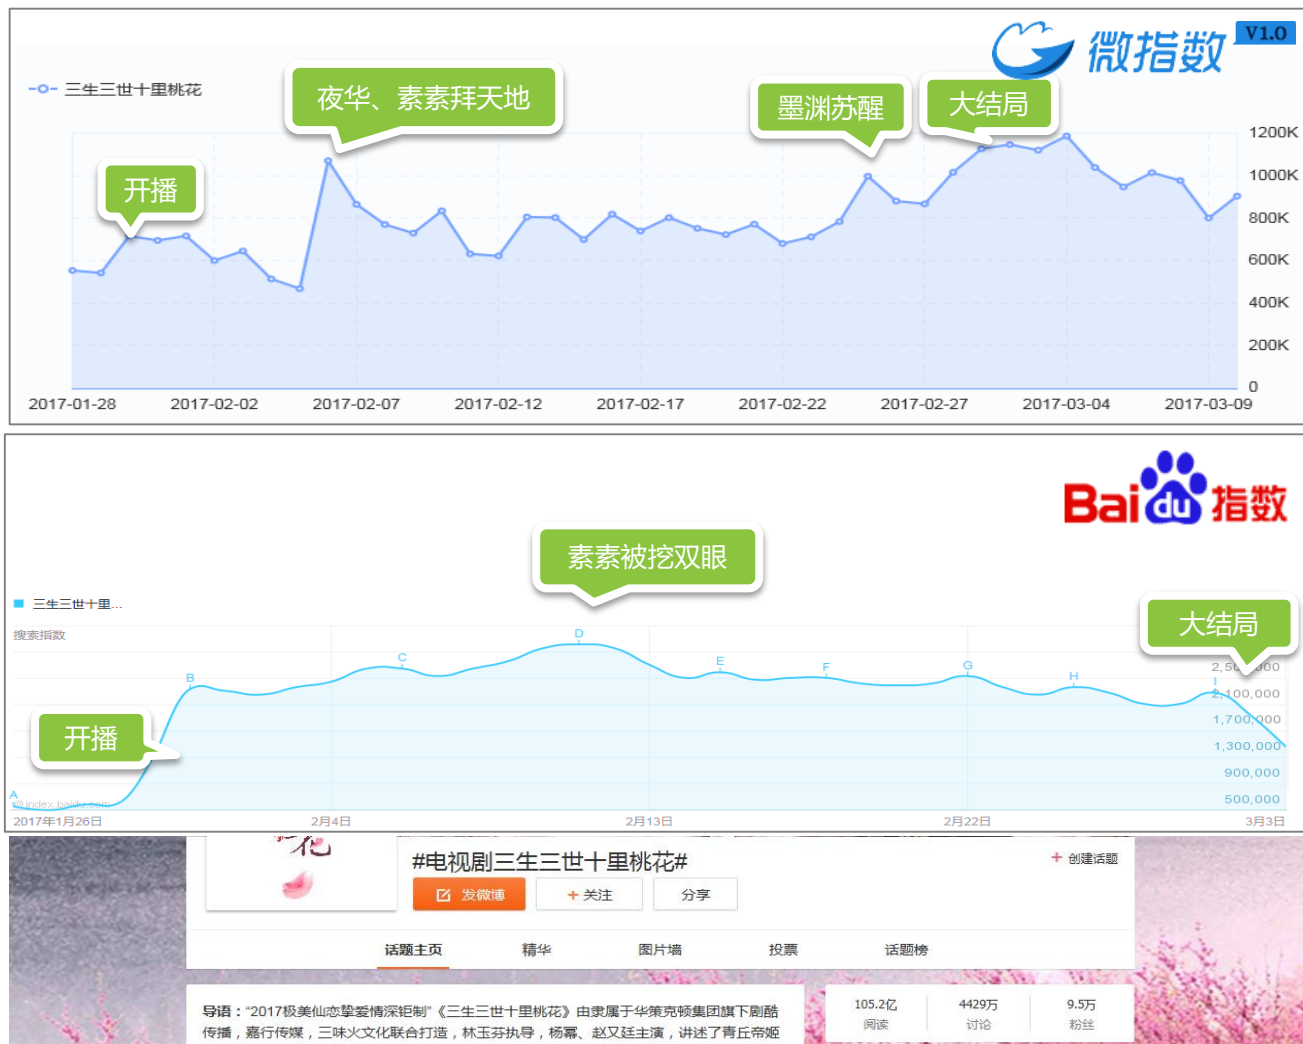 微指数 V1.0
三生三世十里桃花
夜华、素素拜天地
墨渊苏醒
大结局
开播
1200K
1000K
800K
600K
400K
200K
0
2017-01-28 2017-02-02 2017-02-07 2017-02-12 2017-02-17 2017-02-22 2017-02-27 2017-03-04 2017-03-09
Bai du 指数
素素被挖双眼
三生三世十里...
大结局
搜索指数
开播
A B C D E F G H I
2,100,000
1,700,000
1,300,000
900,000
500,000
@index.baidu.com
2017年1月26日 2月4日 2月13日 2月22日 3月3日
花
#电视剧三生三世十里桃花#
+ 创建话题
发微博 + 关注 分享
话题主页 精华 图片墙 投票 话题榜
导语：“2017极美仙恋挚爱情深钜制”《三生三世十里桃花》由隶属于华策克顿集团旗下剧酷
传播，嘉行传媒，三味火文化联合打造，林玉芬执导，杨幂、赵又廷主演，讲述了青丘帝姬
105.2亿 4429万 9.5万
阅读 讨论 粉丝